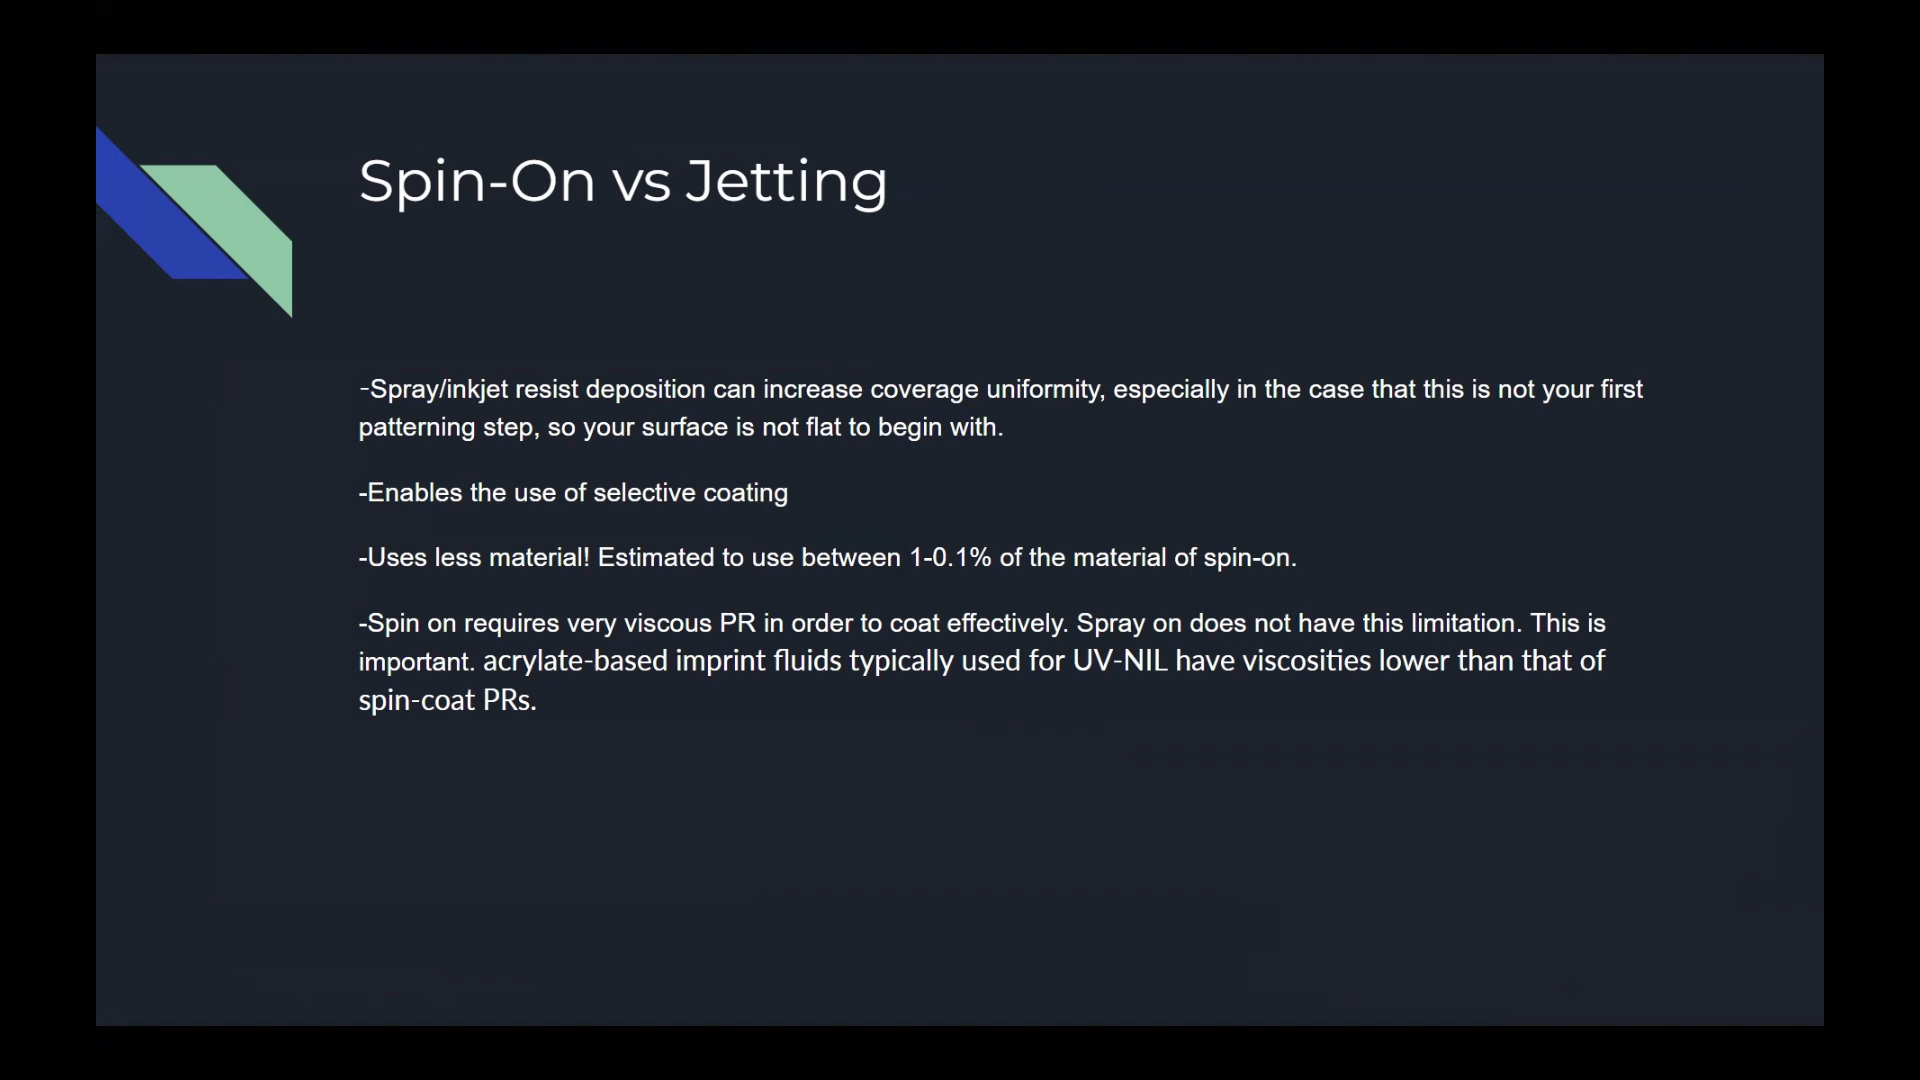 Spin-On vs Jetting
-Spray/inkjet resist deposition can increase coverage uniformity, especially in the case that this is not your first
patterning step, so your surface is not flat to begin with.
-Enables the use of selective coating
-Uses less material! Estimated to use between 1-0.1% of the material of spin-on.
-Spin on requires very viscous PR in order to coat effectively. Spray on does not have this limitation. This is
important. acrylate-based imprint fluids typically used for UV-NIL have viscosities lower than that of
spin-coat PRs.